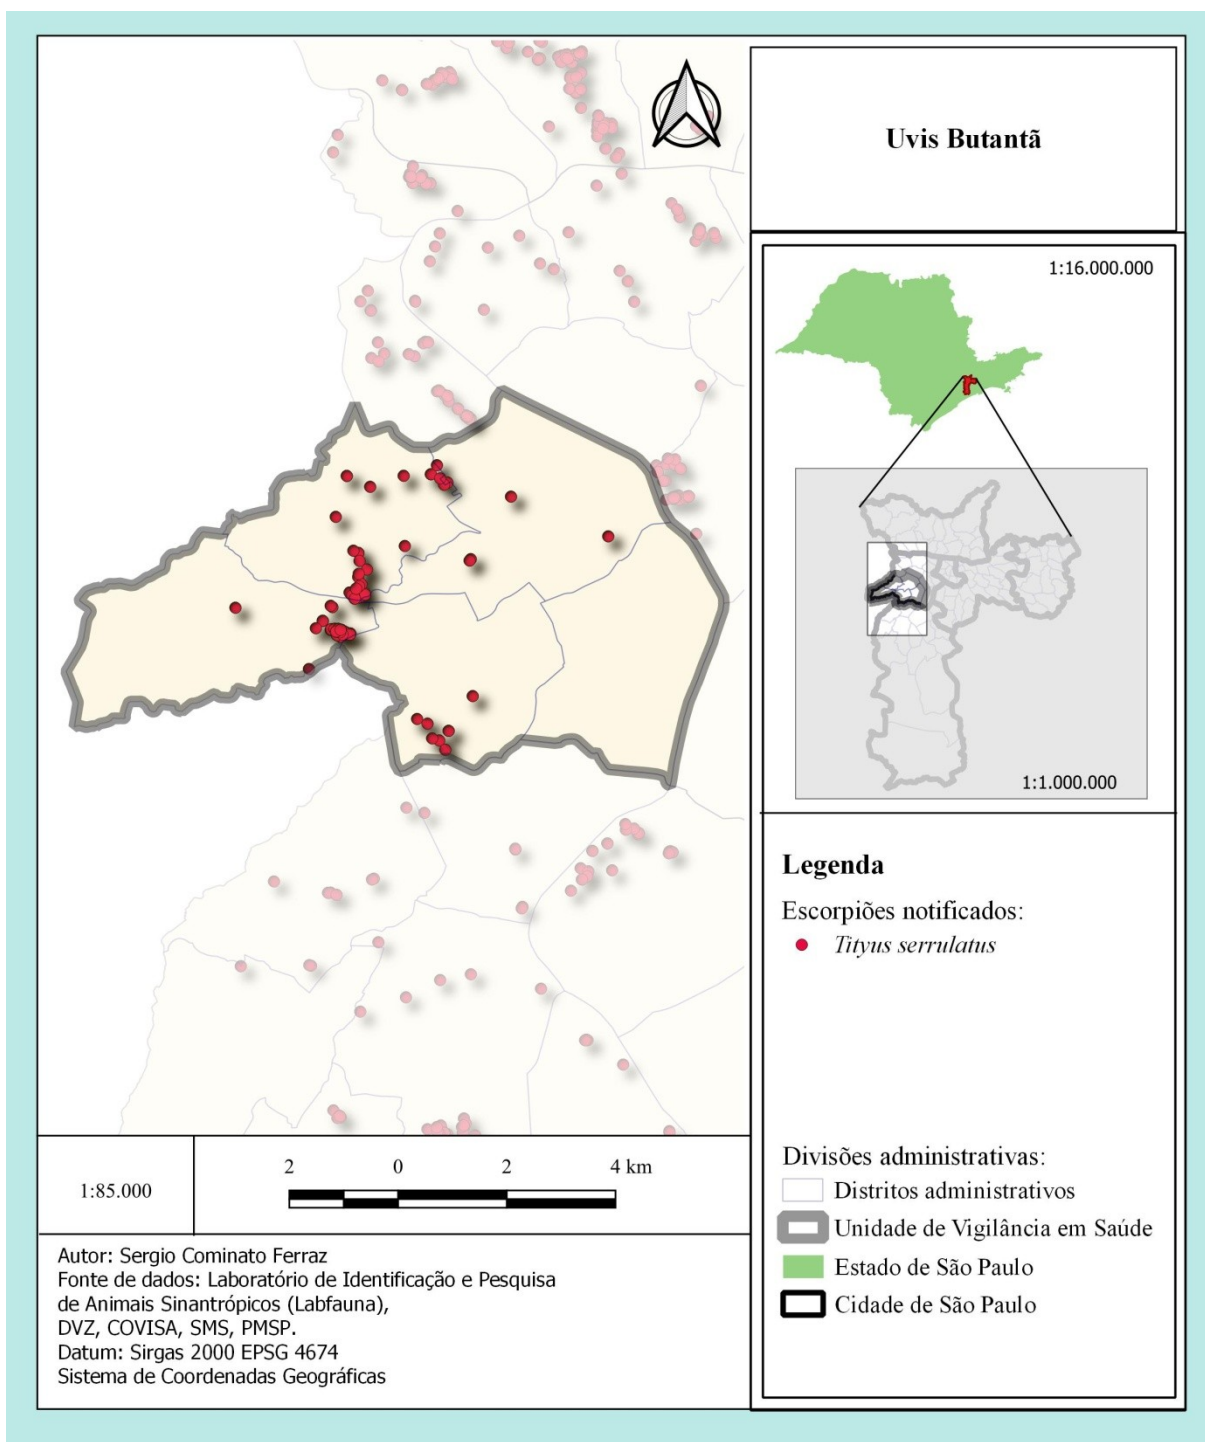 Uvis Butantã
1:16.000.000
1:1.000.000
Legenda
Escorpiões notificados:
Tityus serrulatus
Divisões administrativas:
Distritos administrativos
Unidade de Vigilância em Saúde
Estado de São Paulo
Cidade de São Paulo
1:85.000
2 0 2 4 km
Autor: Sergio Cominato Ferraz
Fonte de dados: Laboratório de Identificação e Pesquisa
de Animais Sinantrópicos (Labfauna),
DVZ, COVISA, SMS, PMSP.
Datum: Sirgas 2000 EPSG 4674
Sistema de Coordenadas Geográficas